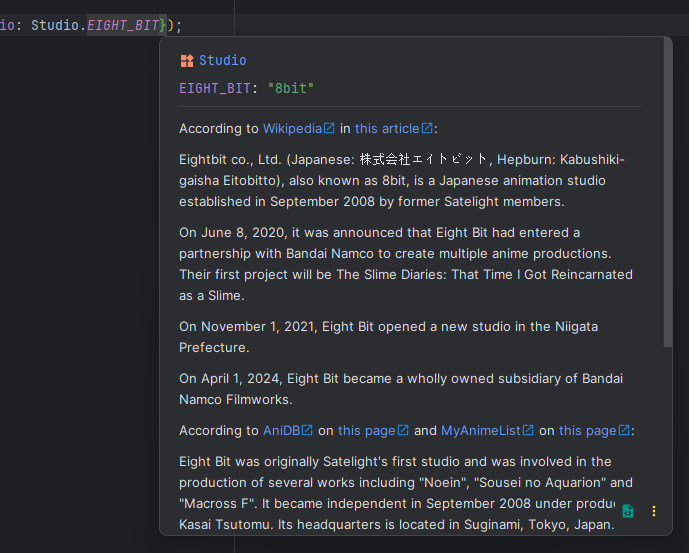 io: Studio.EIGHT_BIT});
Studio
EIGHT_BIT: "8bit"
According to Wikipedia in this article:
Eightbit co., Ltd. (Japanese: 株式会社エイトビット, Hepburn: Kabushiki-
gaisha Eitobitto), also known as 8bit, is a Japanese animation studio
established in September 2008 by former Satelight members.
On June 8, 2020, it was announced that Eight Bit had entered a
partnership with Bandai Namco to create multiple anime productions.
Their first project will be The Slime Diaries: That Time I Got Reincarnated
as a Slime.
On November 1, 2021, Eight Bit opened a new studio in the Niigata
Prefecture.
On April 1, 2024, Eight Bit became a wholly owned subsidiary of Bandai
Namco Filmworks.
According to AniDB on this page and MyAnimeList on this page:
Eight Bit was originally Satelight's first studio and was involved in the
production of several works including "Noein", "Sousei no Aquarion" and
"Macross F". It became independent in September 2008 under
Kasai Tsutomu. Its headquarters is located in Suginami, Tokyo, Japan.